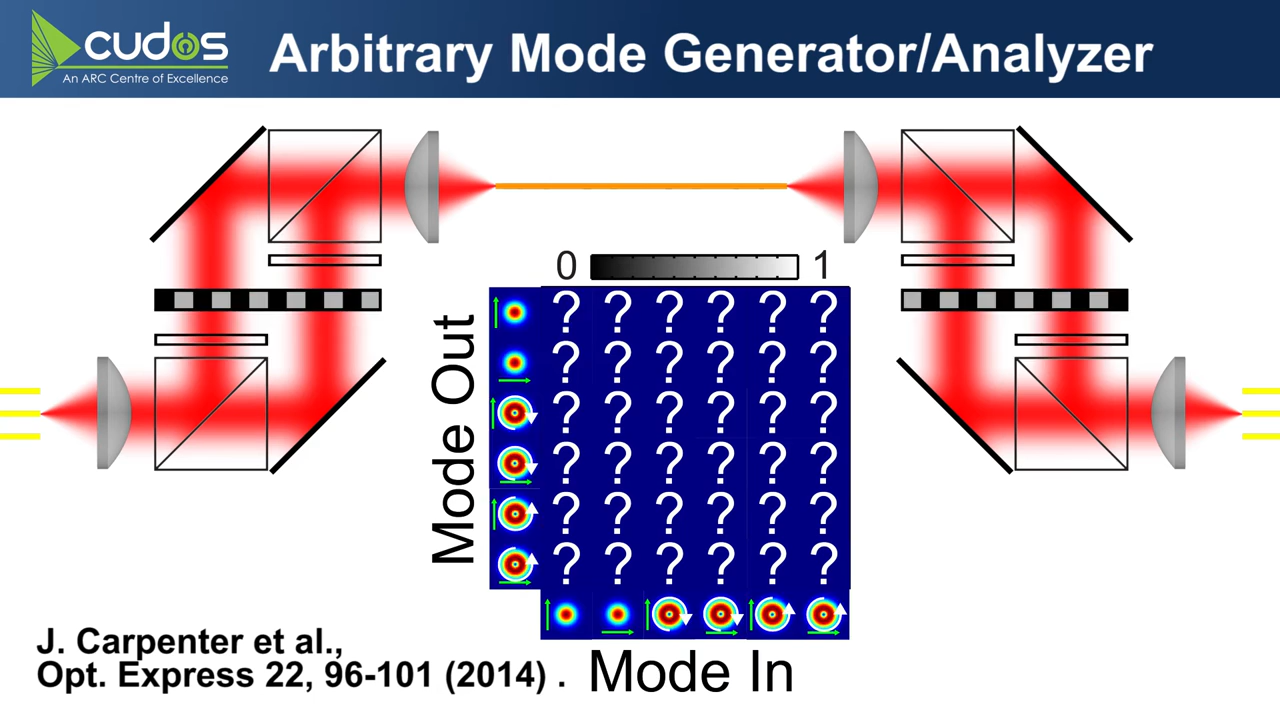 cudos
An ARC Centre of Excellence
Arbitrary Mode Generator/Analyzer
0 1
Mode Out
? ? ? ? ? ?
? ? ? ? ? ?
? ? ? ? ? ?
? ? ? ? ? ?
? ? ? ? ? ?
? ? ? ? ? ?
Mode In
J. Carpenter et al.,
Opt. Express 22, 96-101 (2014) .